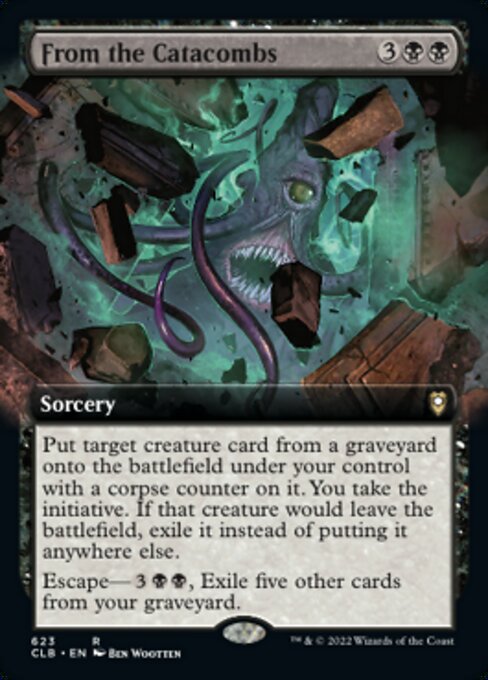 From the Catacombs 3
Sorcery
Put target creature card from a graveyard
onto the battlefield under your control
with a corpse counter on it. You take the
initiative. If that creature would leave the
battlefield, exile it instead of putting it
anywhere else.
Escape— 3 , Exile five other cards
from your graveyard.
623 R
CLB • EN Ben Wootten
™ & © 2022 Wizards of the Coast